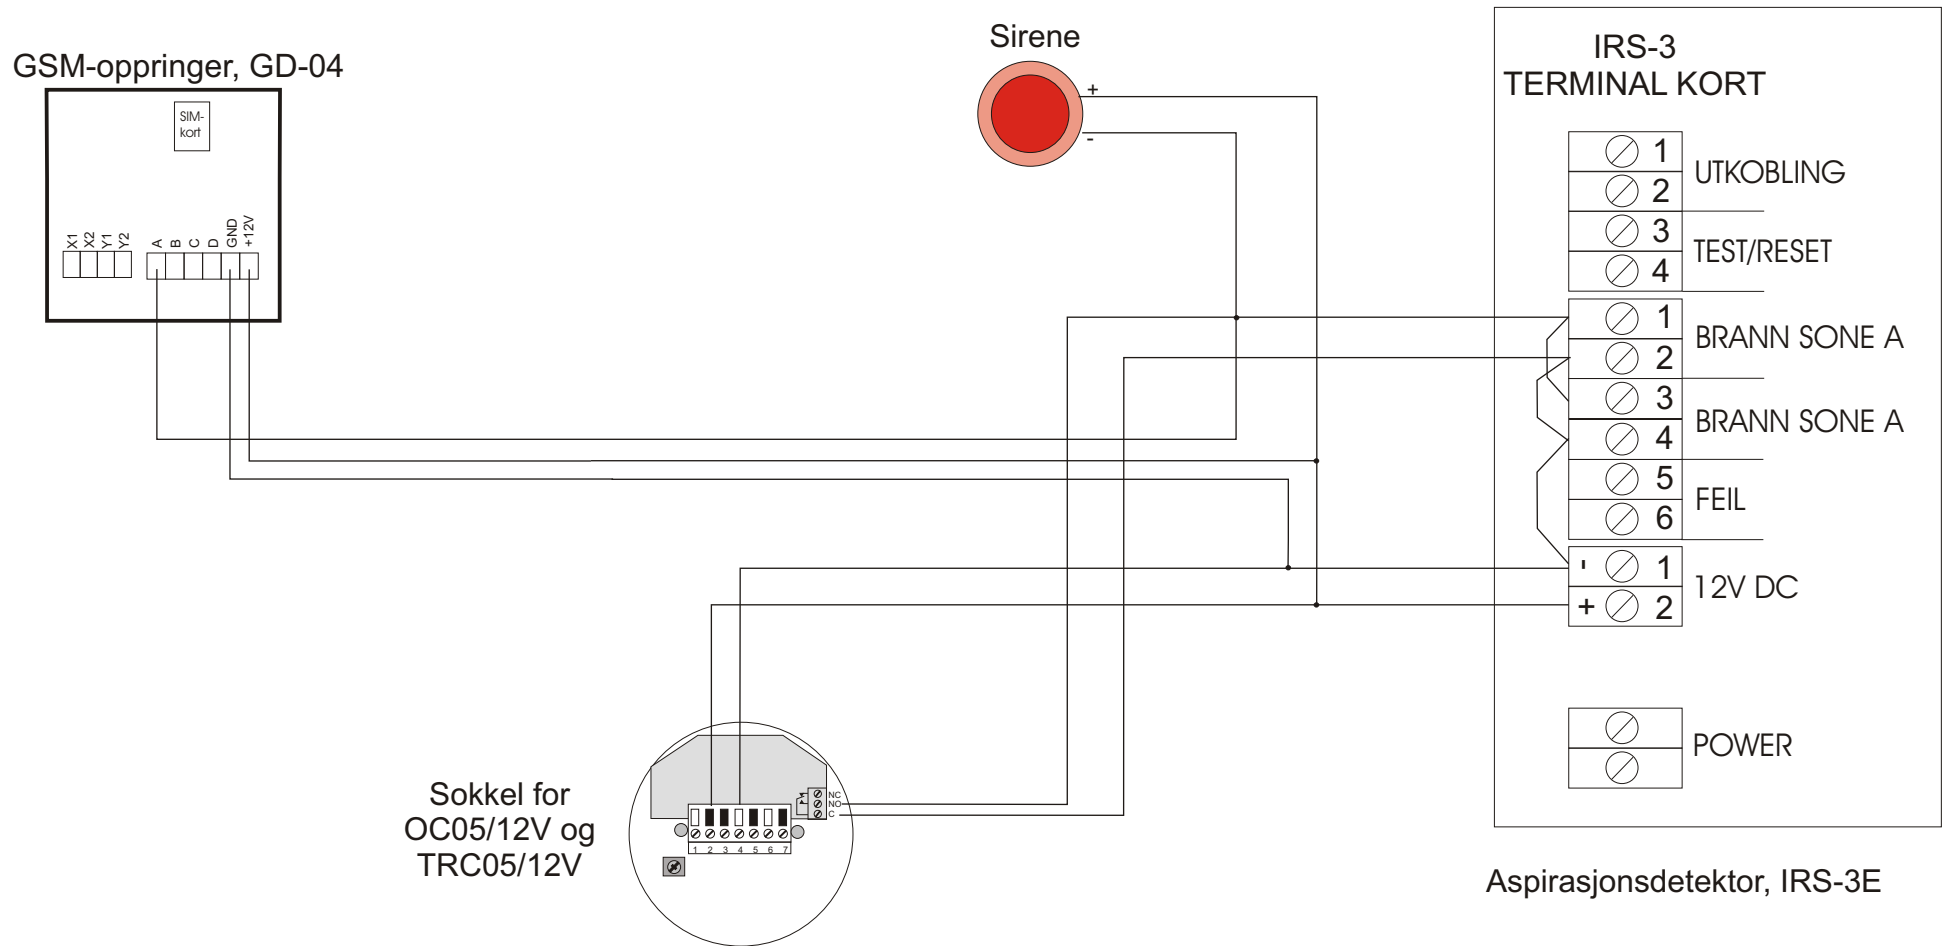 GSM-oppringer, GD-04
SIM-
kort
X1
X2
Y1
Y2
A
B
C
D
GND
+12V
Sirene
+
-
IRS-3
TERMINAL KORT
1
2
UTKOBLING
3
4
TEST/RESET
1
2
BRANN SONE A
3
4
BRANN SONE A
5
6
FEIL
- 1
+ 2
12V DC
POWER
Aspirasjonsdetektor, IRS-3E
Sokkel for
OC05/12V og
TRC05/12V
NC
NO
C
1 2 3 4 5 6 7